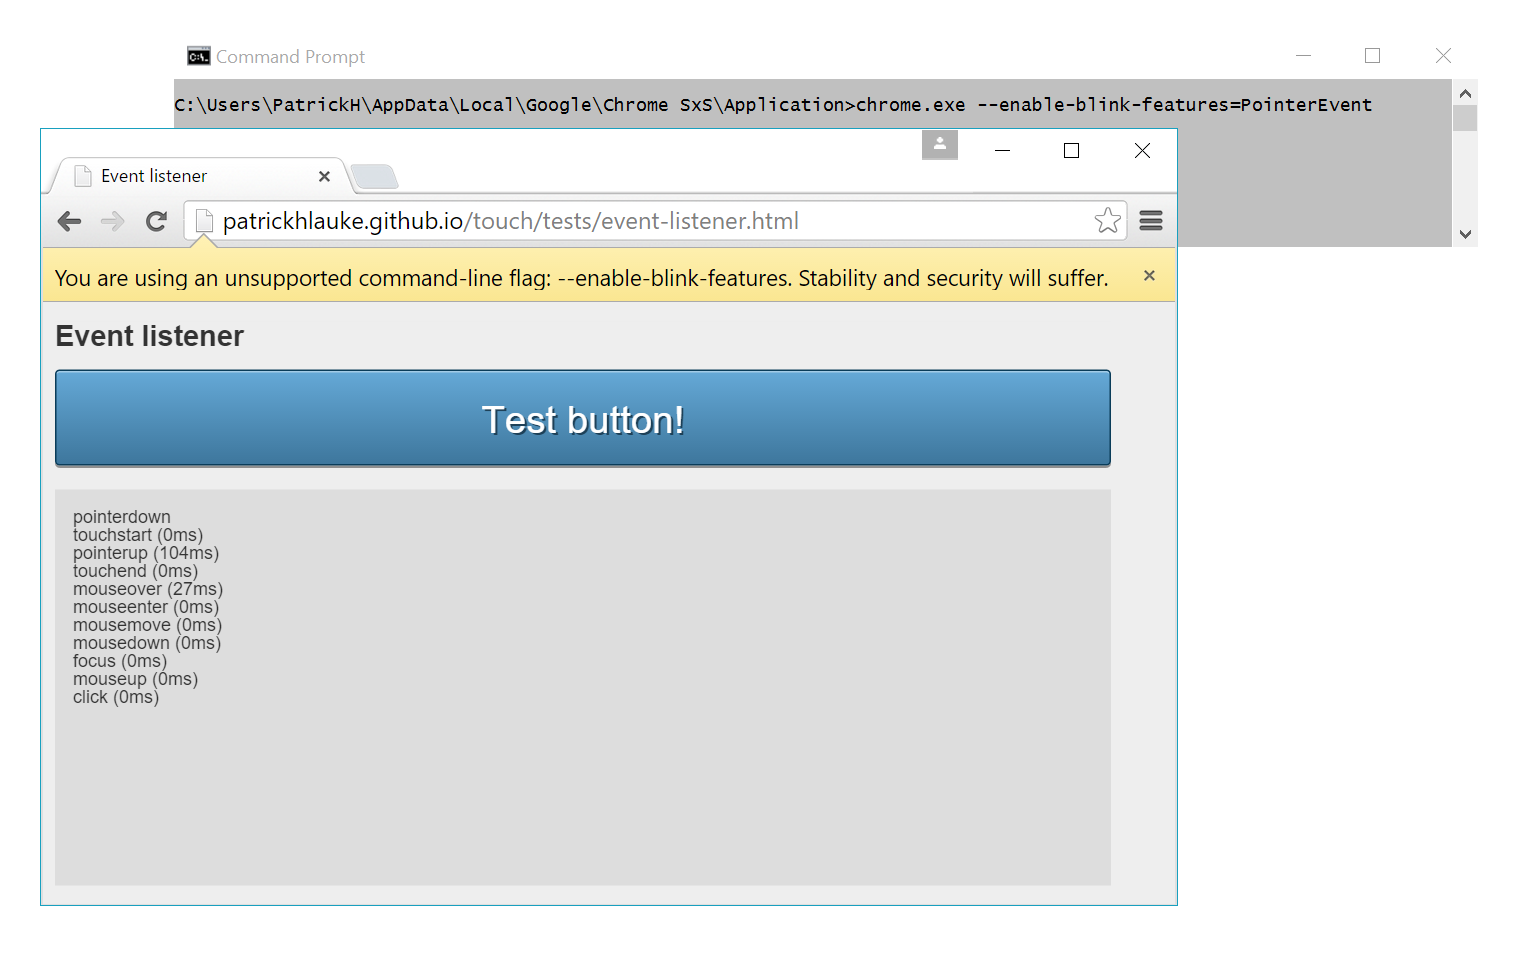 Command Prompt
C:\Users\PatrickH\AppData\Local\Google\Chrome SxS\Application>chrome.exe --enable-blink-features=PointerEvent
Event listener
patrickhlauke.github.io/touch/tests/event-listener.html
You are using an unsupported command-line flag: --enable-blink-features. Stability and security will suffer.
Event listener
Test button!
pointerdown
touchstart (0ms)
pointerup (104ms)
touchend (0ms)
mouseover (27ms)
mouseenter (0ms)
mousemove (0ms)
mousedown (0ms)
focus (0ms)
mouseup (0ms)
click (0ms)